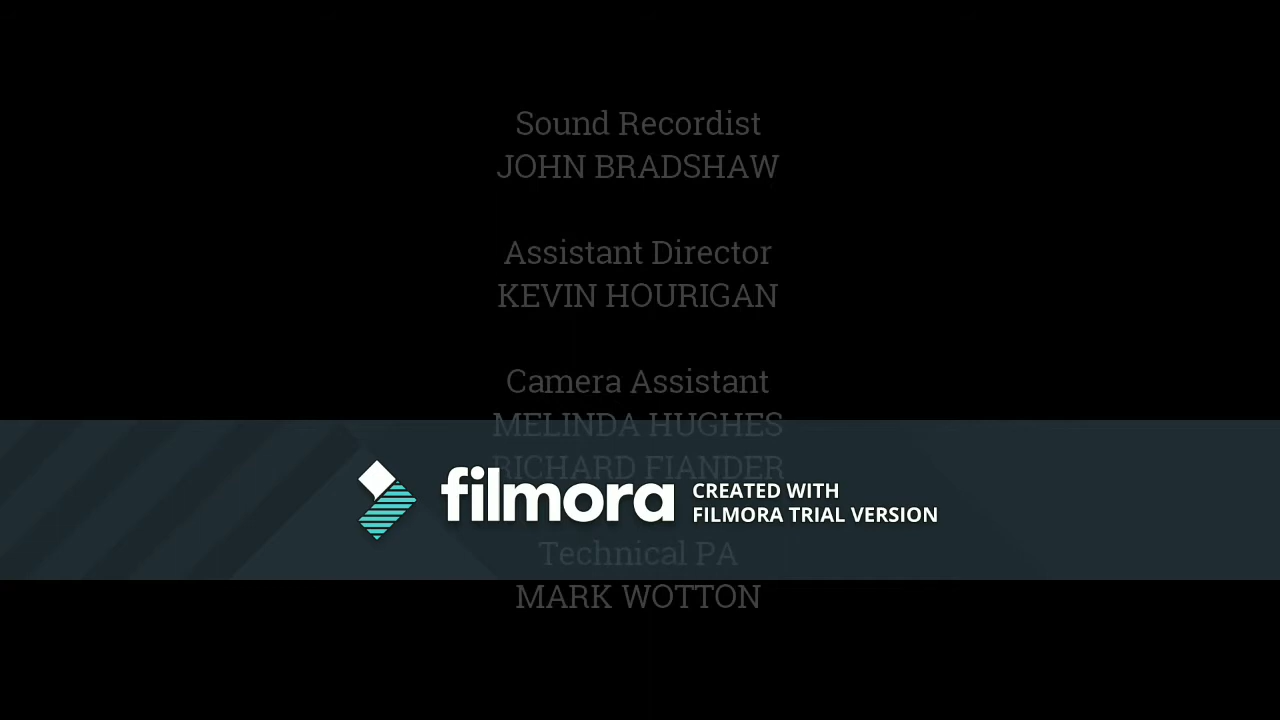 Sound Recordist
JOHN BRADSHAW
Assistant Director
KEVIN HOURIGAN
Camera Assistant
MELINDA HUGHES
RICHARD FIANDER
filmora
CREATED WITH
FILMORA TRIAL VERSION
Technical PA
MARK WOTTON